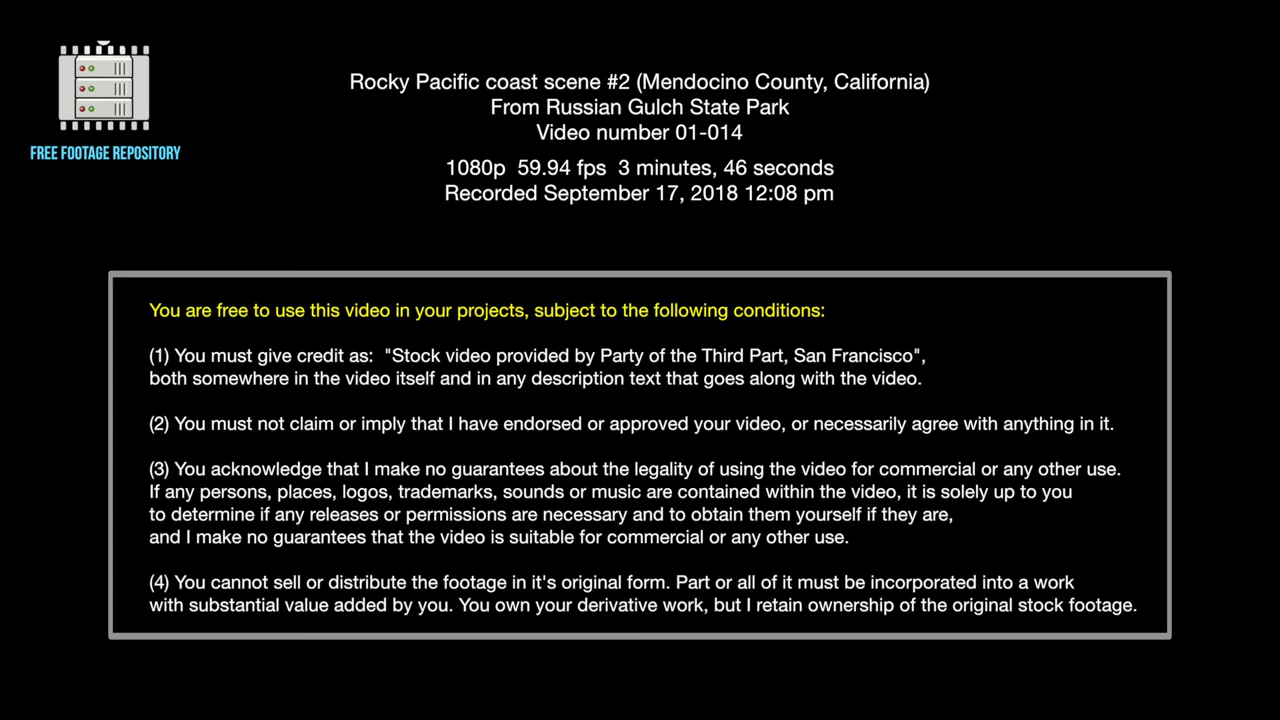 FREE FOOTAGE REPOSITORY
Rocky Pacific coast scene #2 (Mendocino County, California)
From Russian Gulch State Park
Video number 01-014
1080p  59.94 fps  3 minutes, 46 seconds
Recorded September 17, 2018 12:08 pm
You are free to use this video in your projects, subject to the following conditions:
(1) You must give credit as:  "Stock video provided by Party of the Third Part, San Francisco",
both somewhere in the video itself and in any description text that goes along with the video.
(2) You must not claim or imply that I have endorsed or approved your video, or necessarily agree with anything in it.
(3) You acknowledge that I make no guarantees about the legality of using the video for commercial or any other use.
If any persons, places, logos, trademarks, sounds or music are contained within the video, it is solely up to you
to determine if any releases or permissions are necessary and to obtain them yourself if they are,
and I make no guarantees that the video is suitable for commercial or any other use.
(4) You cannot sell or distribute the footage in it's original form. Part or all of it must be incorporated into a work
with substantial value added by you. You own your derivative work, but I retain ownership of the original stock footage.